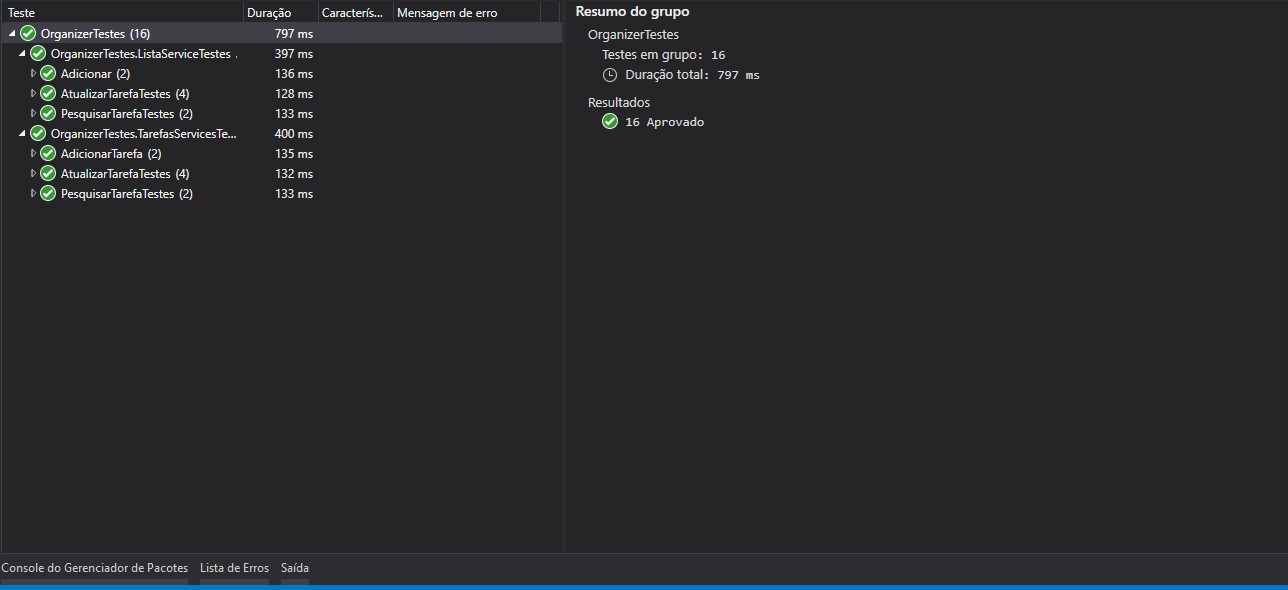 Teste Duração Caracterís... Mensagem de erro
OrganizerTestes (16) 797 ms
OrganizerTestes.ListaServiceTestes . 397 ms
Adicionar (2) 136 ms
AtualizarTarefaTestes (4) 128 ms
PesquisarTarefaTestes (2) 133 ms
OrganizerTestes.TarefasServicesTe... 400 ms
AdicionarTarefa (2) 135 ms
AtualizarTarefaTestes (4) 132 ms
PesquisarTarefaTestes (2) 133 ms
Resumo do grupo
OrganizerTestes
Testes em grupo: 16
Duração total: 797 ms
Resultados
16 Aprovado
Console do Gerenciador de Pacotes Lista de Erros Saída